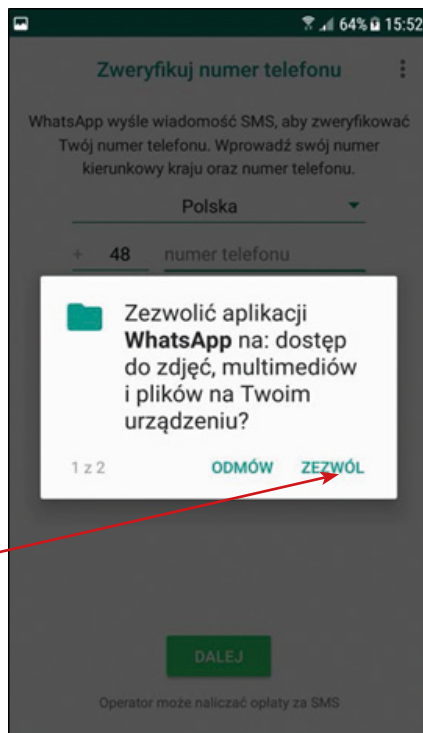 64% 15:52
Zweryfikuj numer telefonu
WhatsApp wyśle wiadomość SMS, aby zweryfikować
Twój numer telefonu. Wprowadź swój numer
kierunkowy kraju oraz numer telefonu.
Polska
+ 48 numer telefonu
Zezwolić aplikacji
WhatsApp na: dostęp
do zdjęć, multimediów
i plików na Twoim
urządzeniu?
1 z 2 ODMÓW ZEZWÓL
DALEJ
Operator może naliczać opłaty za SMS